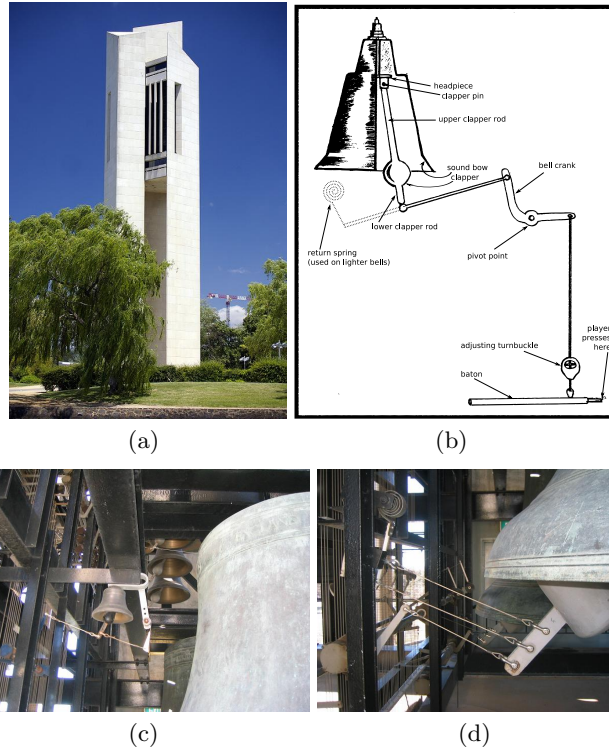 (a)
headpiece
clapper pin
upper clapper rod
sound bow
clapper
bell crank
lower clapper rod
return spring
(used on lighter bells)
pivot point
adjusting turnbuckle
player
presses
here
baton
(b)
(c)
(d)